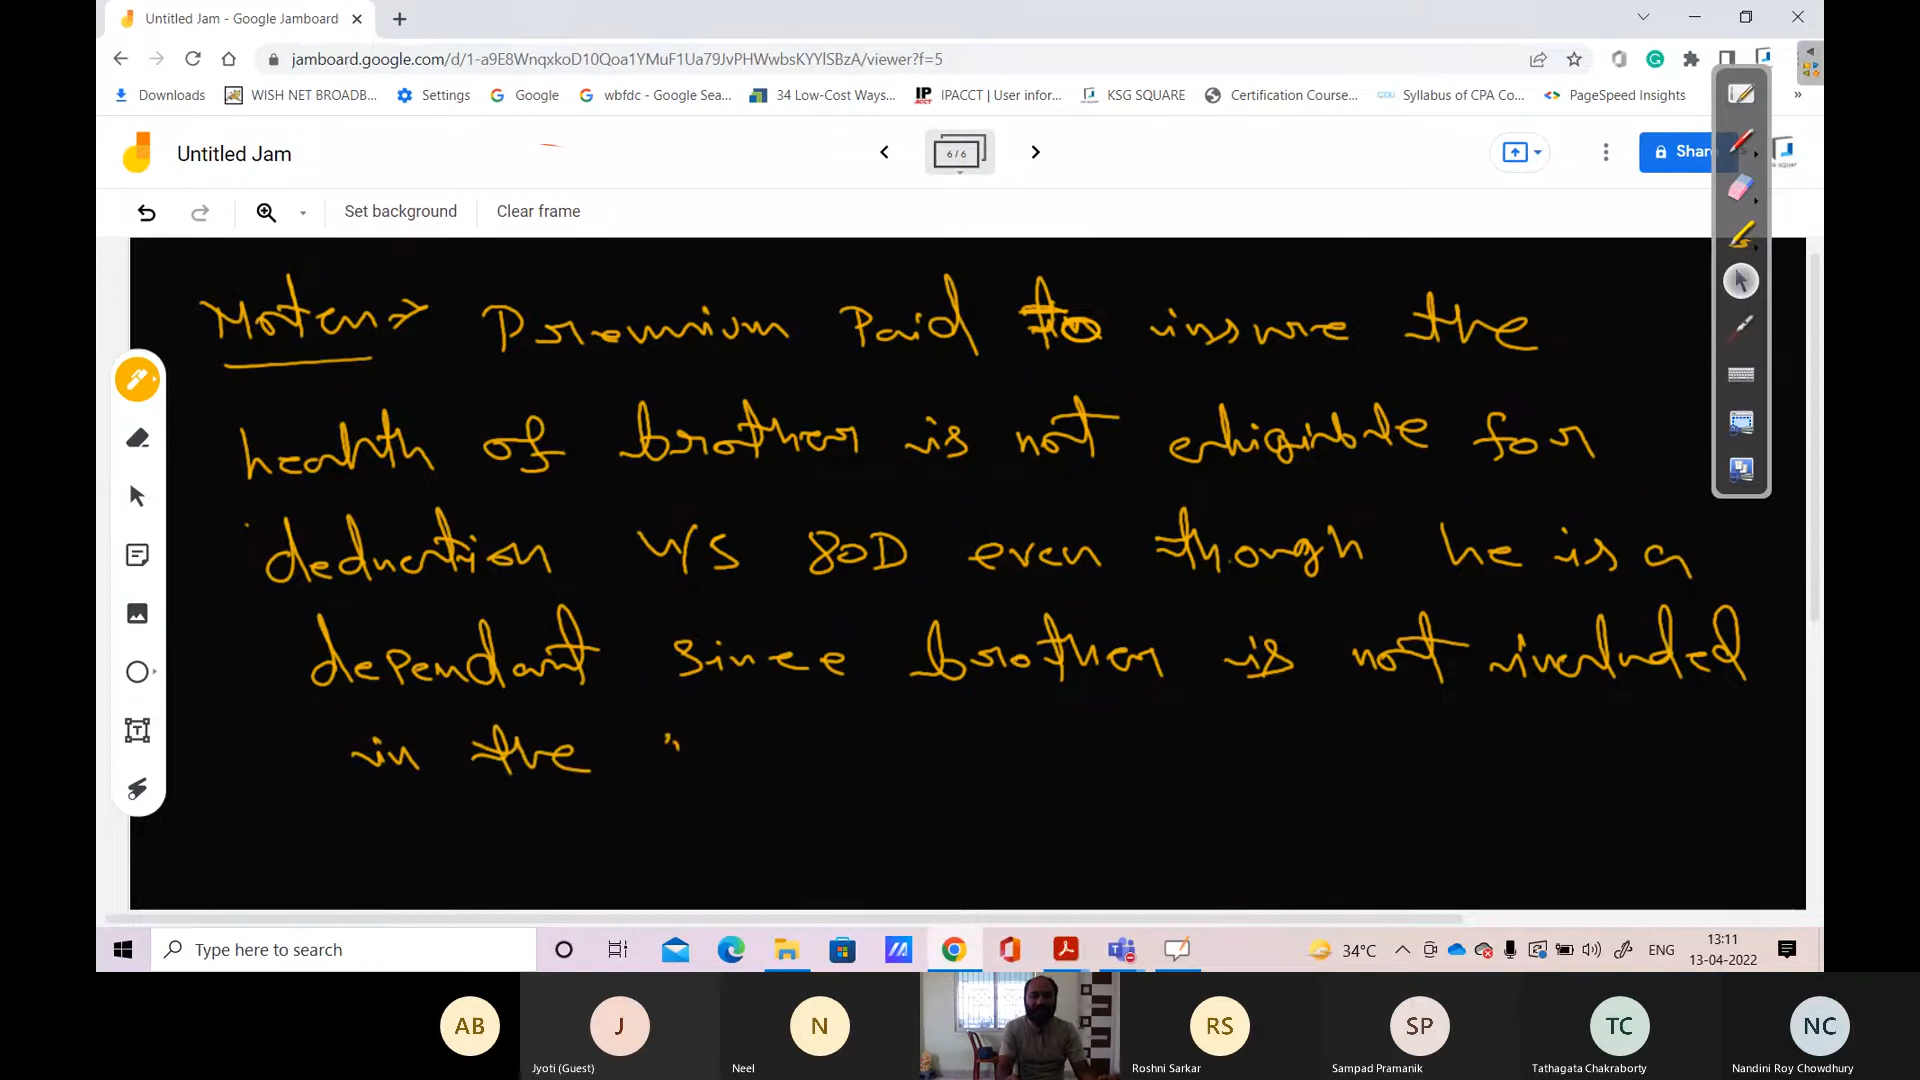 Untitled Jam - Google Jamboard
jamboard.google.com/d/1-a9E8WnqxkoD10Qoa1YMuF1Ua79JvPHWwbsKYYlSBzA/viewer?f=5
Downloads WISH NET BROADB... Settings Google wbfdc - Google Sea... 34 Low-Cost Ways... IP IPACCT | User infor... KSG SQUARE Certification Course... Syllabus of CPA Co... PageSpeed Insights »
Untitled Jam 6 / 6 Shar
Set background Clear frame
Premium Paid to insure the
health of brother is not eligible for
deduction u/s 80D even though he is a
dependant since brother is not included
in the "
Type here to search 34°C ENG 13:11
13-04-2022
AB J N RS SP TC NC
Jyoti (Guest) Neel Roshni Sarkar Sampad Pramanik Tathagata Chakraborty Nandini Roy Chowdhury